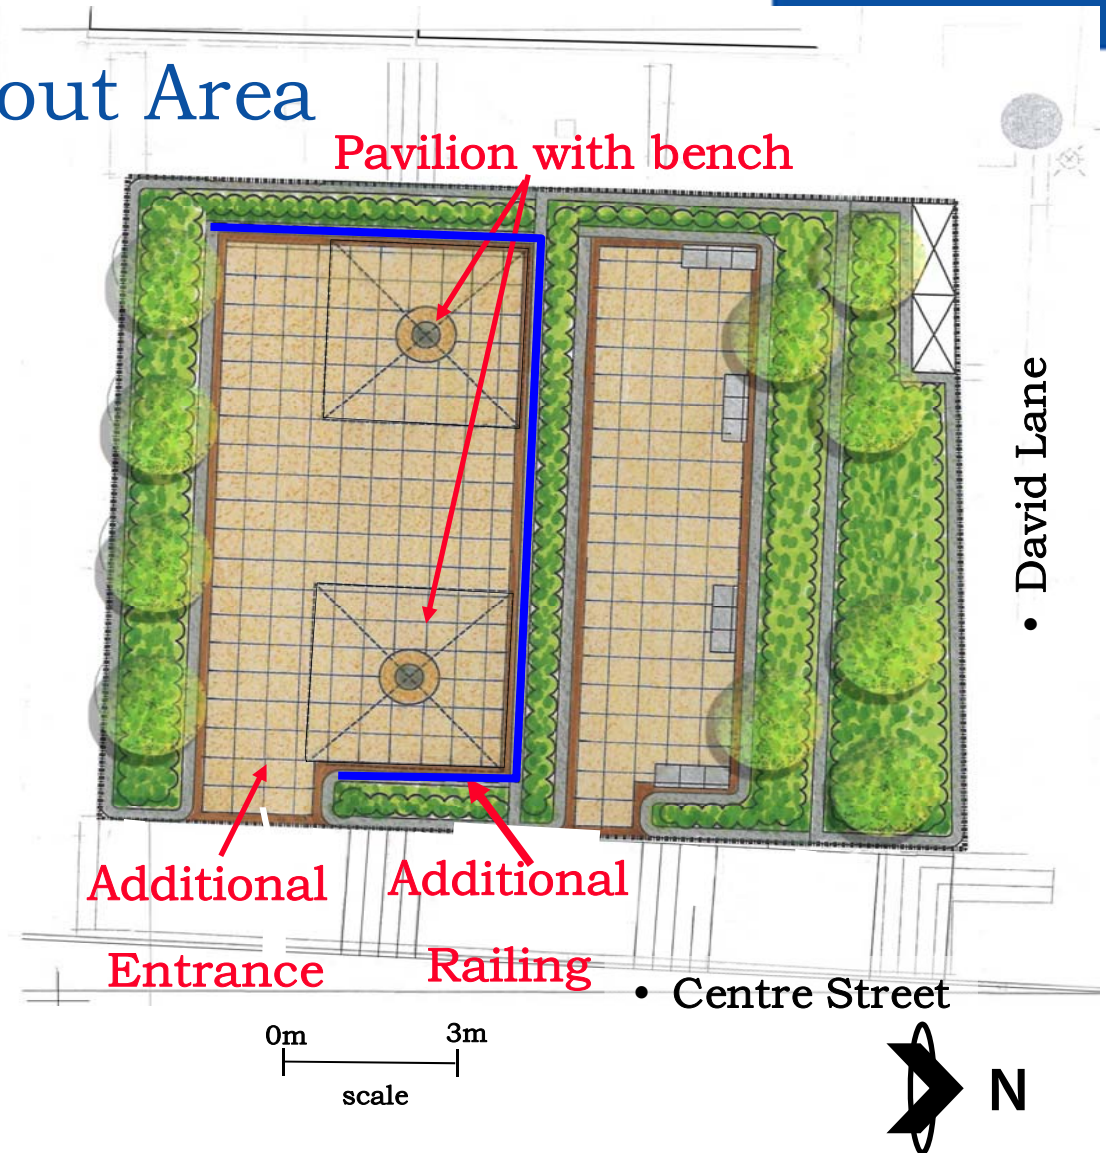 out Area
Pavilion with bench
• David Lane
Additional
Entrance
Additional
Railing
• Centre Street
0m 3m
scale
N